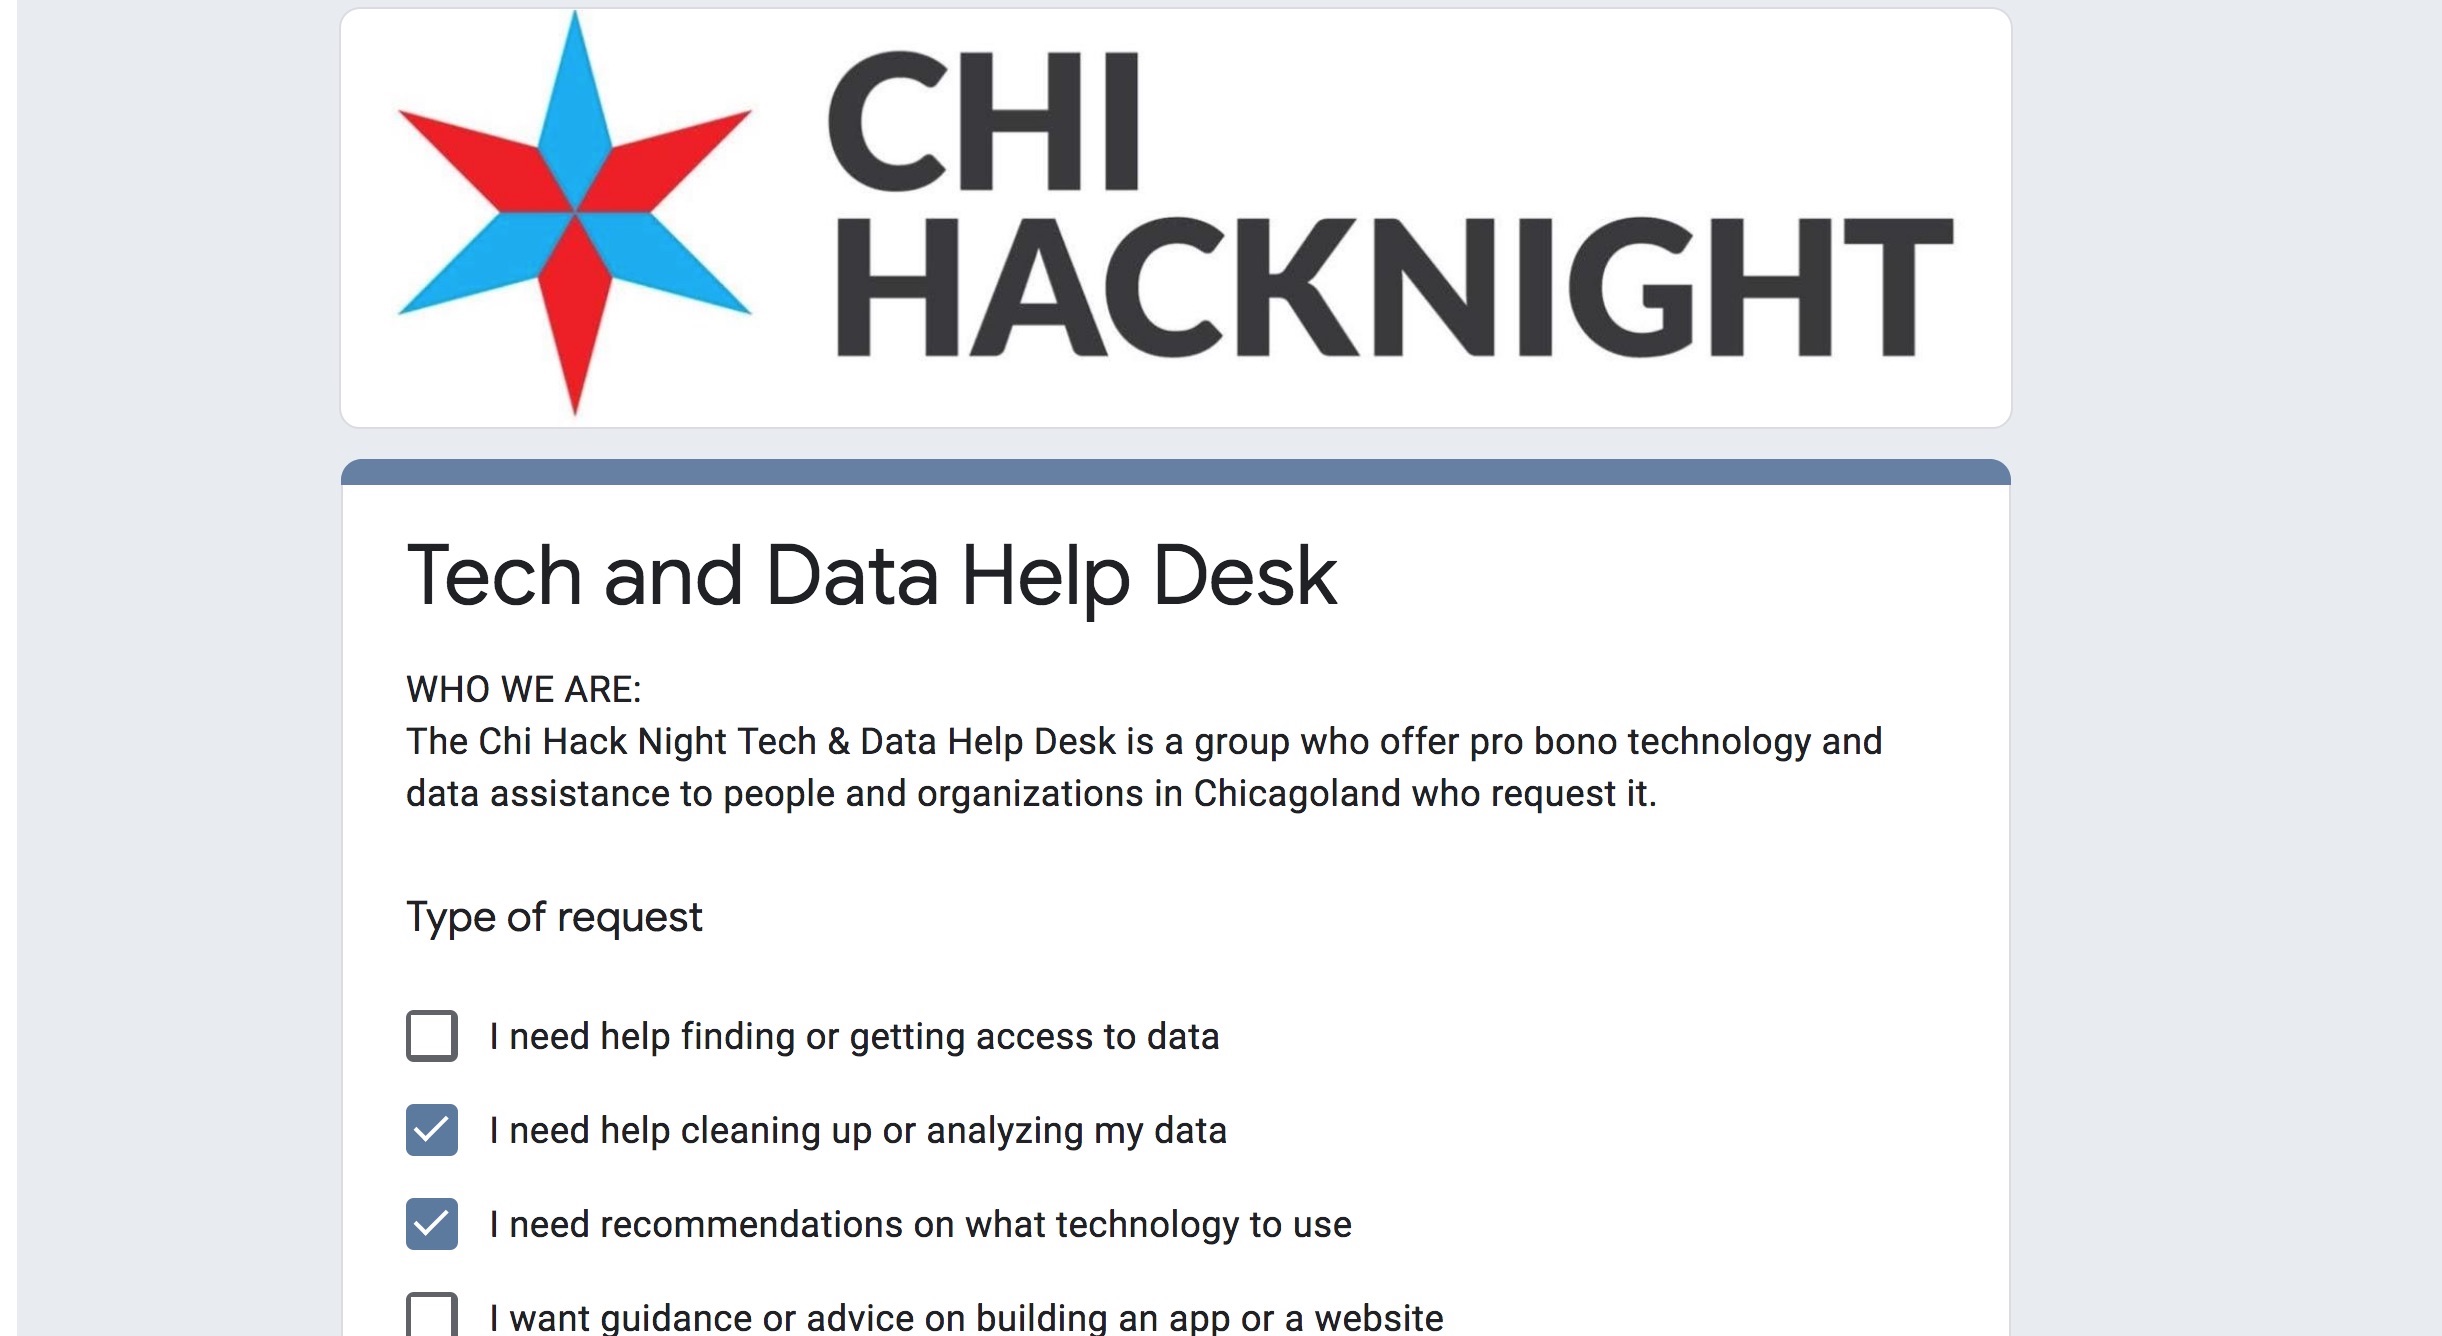 CHI
HACKNIGHT
Tech and Data Help Desk
WHO WE ARE:
The Chi Hack Night Tech & Data Help Desk is a group who offer pro bono technology and
data assistance to people and organizations in Chicagoland who request it.
Type of request
I need help finding or getting access to data
I need help cleaning up or analyzing my data
I need recommendations on what technology to use
I want guidance or advice on building an app or a website